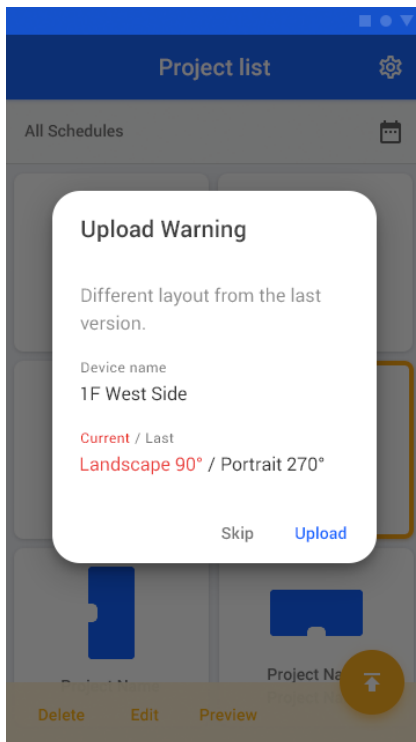 Project list
All Schedules
Upload Warning
Different layout from the last
version.
Device name
1F West Side
Current / Last
Landscape 90° / Portrait 270°
Skip
Upload
Project Na
Delete
Edit
Preview